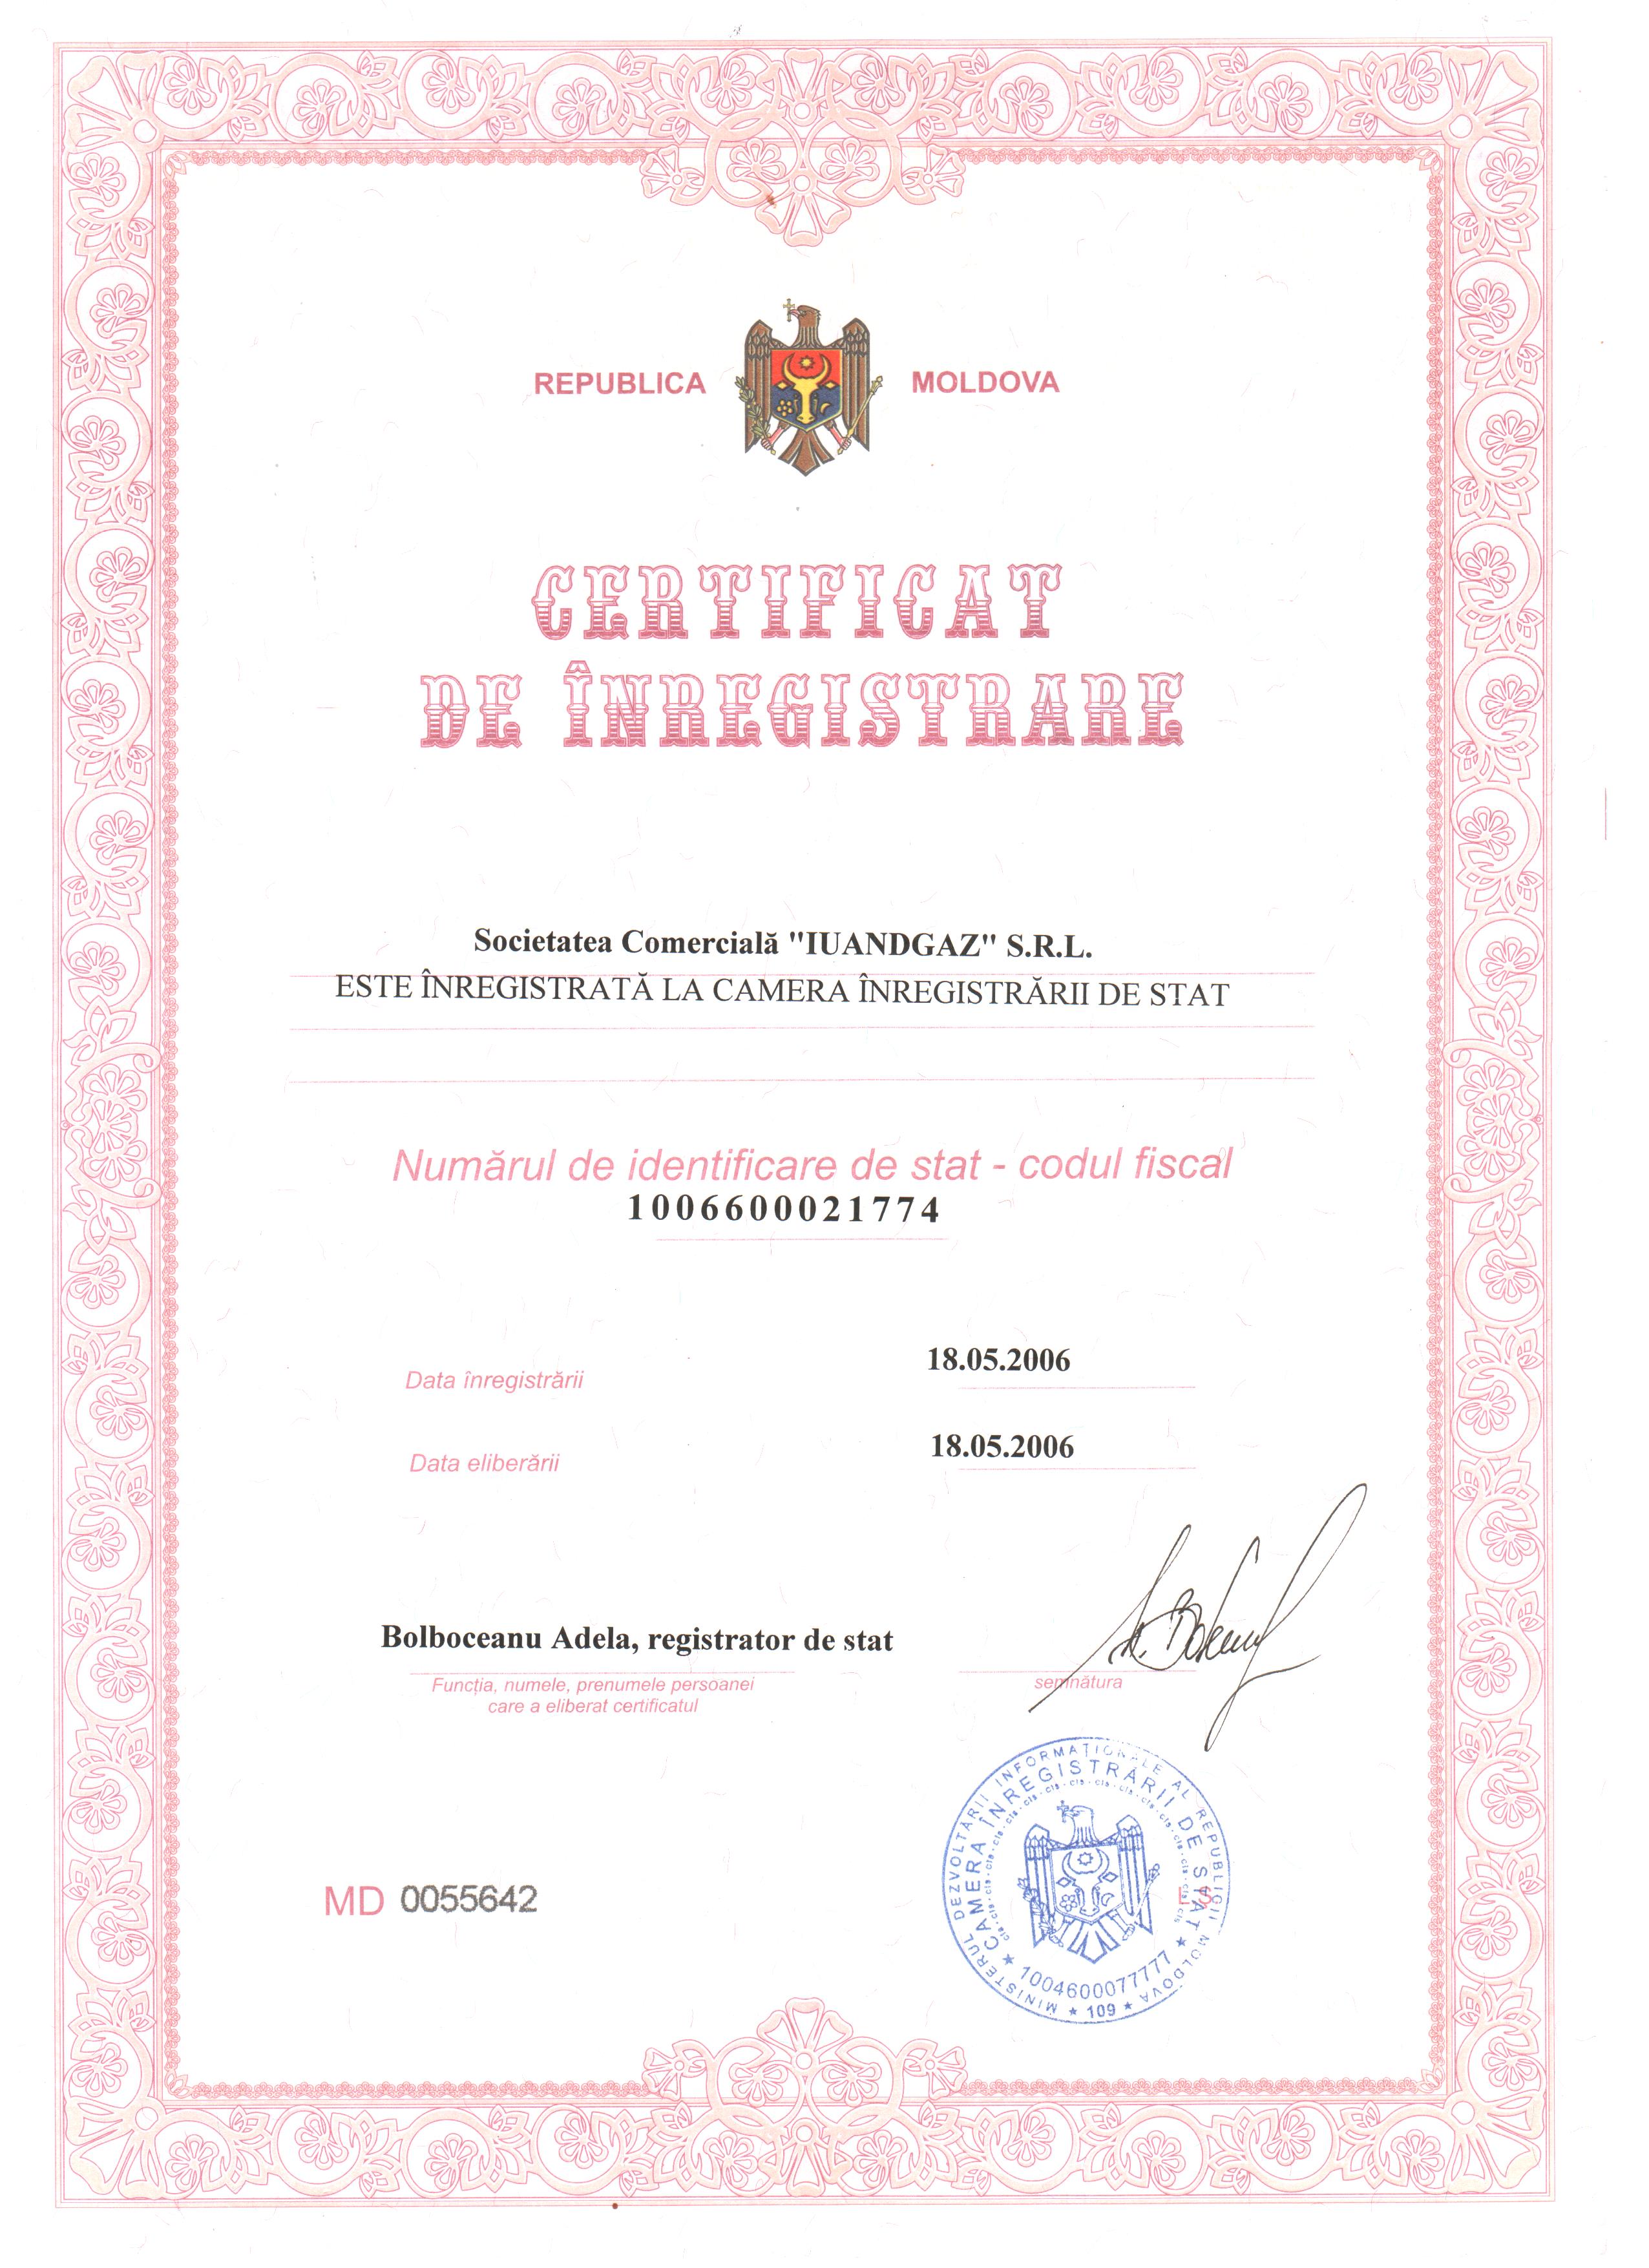 REPUBLICA MOLDOVA
CERTIFICAT
DE ÎNREGISTRARE
Societatea Comercială "IUANDGAZ" S.R.L.
ESTE ÎNREGISTRATĂ LA CAMERA ÎNREGISTRĂRII DE STAT
Numărul de identificare de stat - codul fiscal
1006600021774
Data înregistrării 18.05.2006
Data eliberării 18.05.2006
Bolboceanu Adela, registrator de stat
Funcția, numele, prenumele persoanei
care a eliberat certificatul
semnătura
MINISTERUL DEZVOLTĂRII INFORMAȚIONALE AL REPUBLICII MOLDOVA
CAMERA ÎNREGISTRĂRII DE STAT
1004600077777
109
MD 0055642